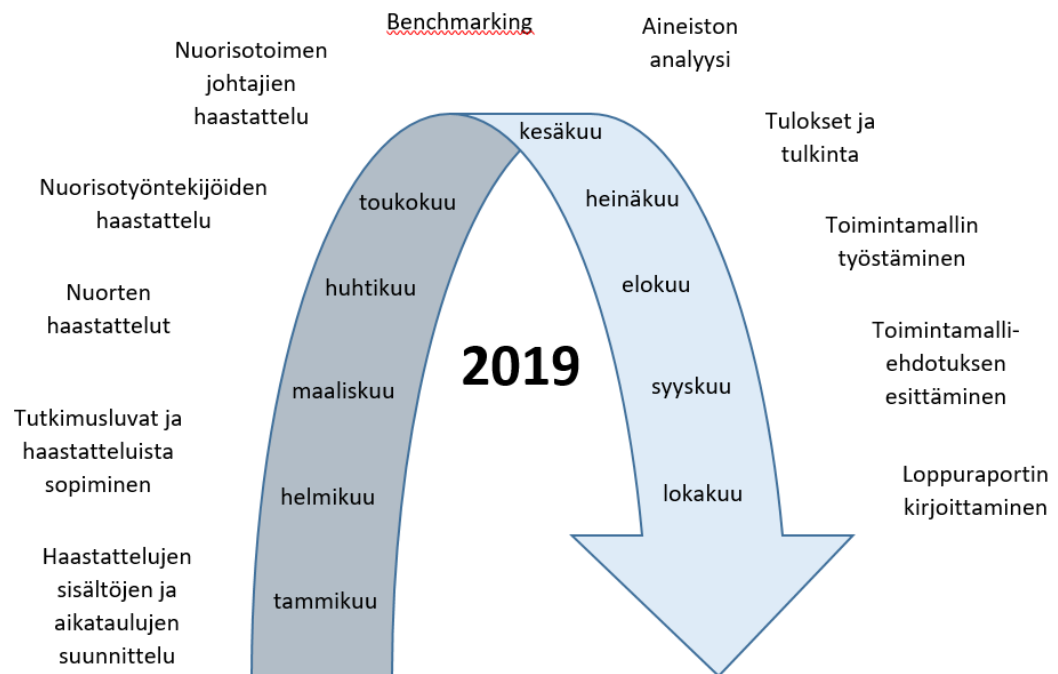 Benchmarking
Aineiston
analyysi
Nuorisotoimen
johtajien
haastattelu
Tulokset ja
tulkinta
kesäkuu
Nuorisotyöntekijöiden
haastattelu
toukokuu
heinäkuu
Toimintamallin
työstäminen
Nuorten
haastattelut
huhtikuu
elokuu
Toimintamalli-
ehdotuksen
esittäminen
2019
maaliskuu
syyskuu
Tutkimusluvat ja
haastatteluista
sopiminen
helmikuu
lokakuu
Loppuraportin
kirjoittaminen
Haastattelujen
sisältöjen ja
aikataulujen
suunnittelu
tammikuu